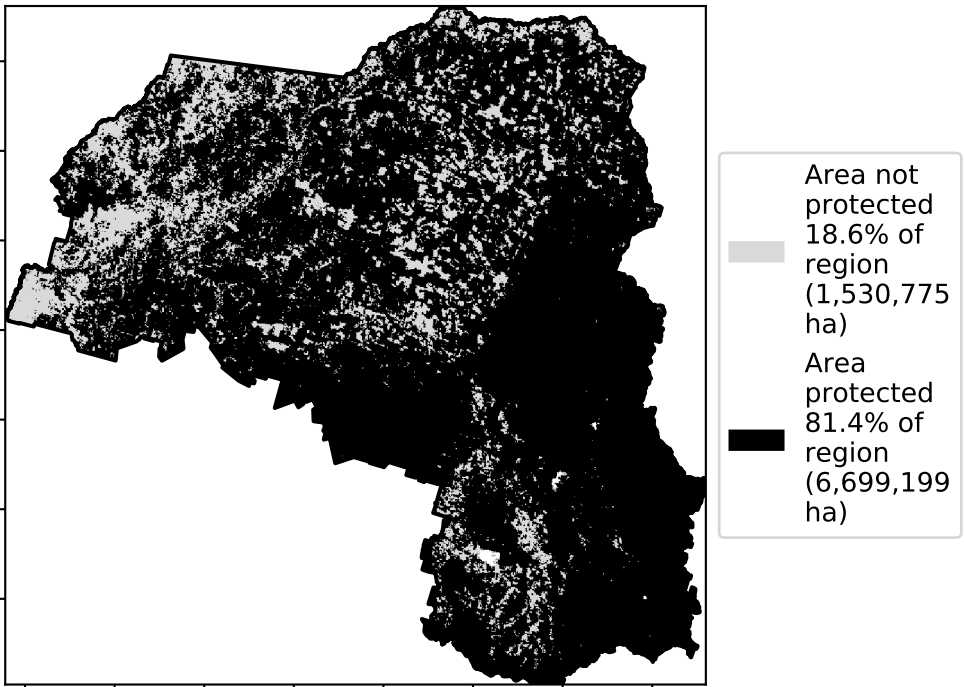 Area not
protected
18.6% of
region
(1,530,775
ha)
Area
protected
81.4% of
region
(6,699,199
ha)